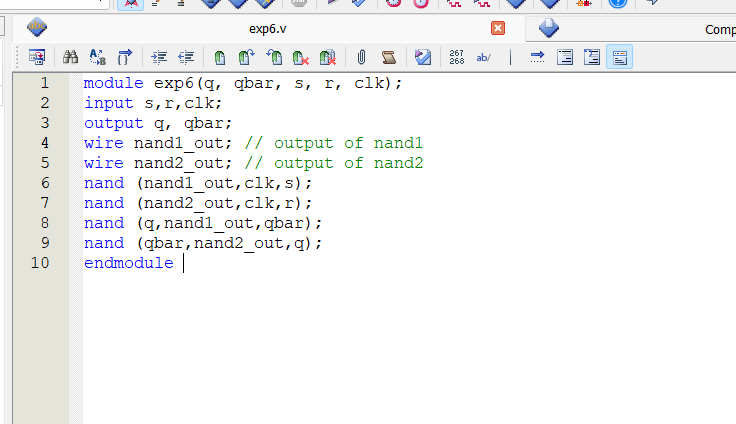 exp6.v
Comp
267
268
ab/
1 module exp6(q, qbar, s, r, clk);
2 input s,r,clk;
3 output q, qbar;
4 wire nand1_out; // output of nand1
5 wire nand2_out; // output of nand2
6 nand (nand1_out,clk,s);
7 nand (nand2_out,clk,r);
8 nand (q,nand1_out,qbar);
9 nand (qbar,nand2_out,q);
10 endmodule